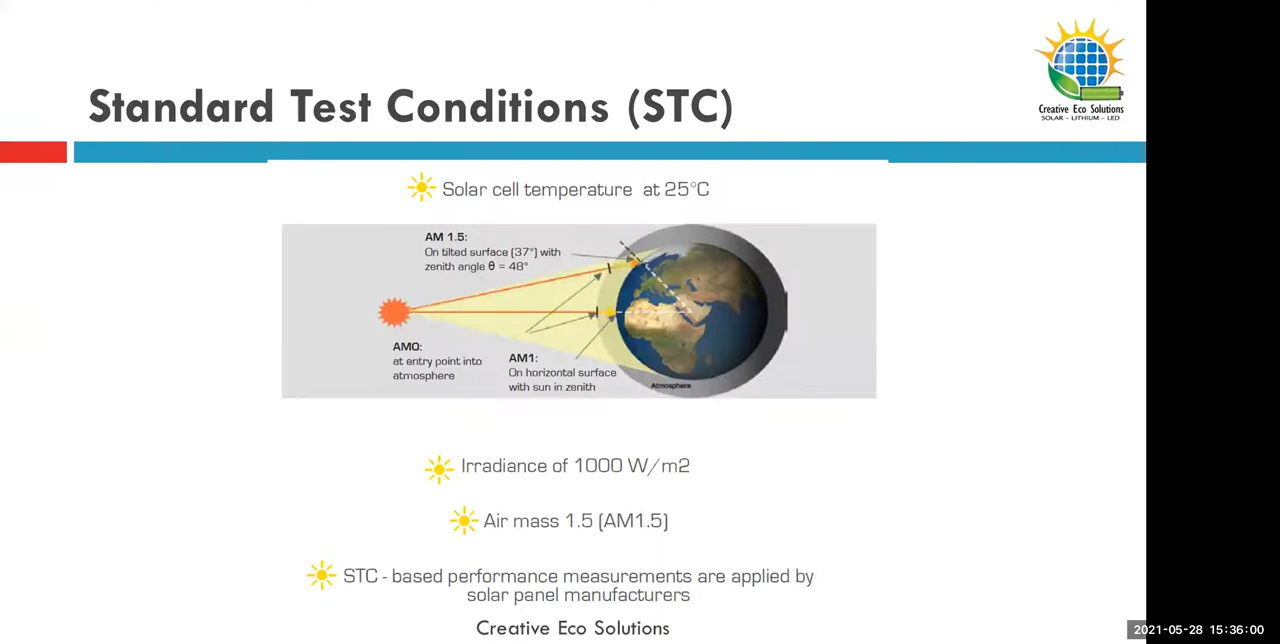 Creative Eco Solutions
SOLAR – LITHIUM – LED
Standard Test Conditions (STC)
Solar cell temperature at 25°C
AM 1.5:
On tilted surface (37°) with
zenith angle θ = 48°
AM0:
at entry point into
atmosphere
AM1:
On horizontal surface
with sun in zenith
Atmosphere
Irradiance of 1000 W/m2
Air mass 1.5 (AM1.5)
STC - based performance measurements are applied by
solar panel manufacturers
Creative Eco Solutions
2021-05-28 15:36:00